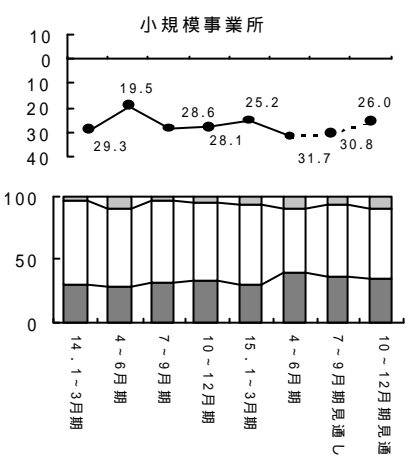 小規模事業所
10
0
10
20
30
40
29.3
19.5
28.6
28.1
25.2
31.7
30.8
26.0
100
50
0
14．1~3月期
4~6月期
7~9月期
10~12月期
15．1~3月期
4~6月期
7~9月期見通し
10~12月期見通